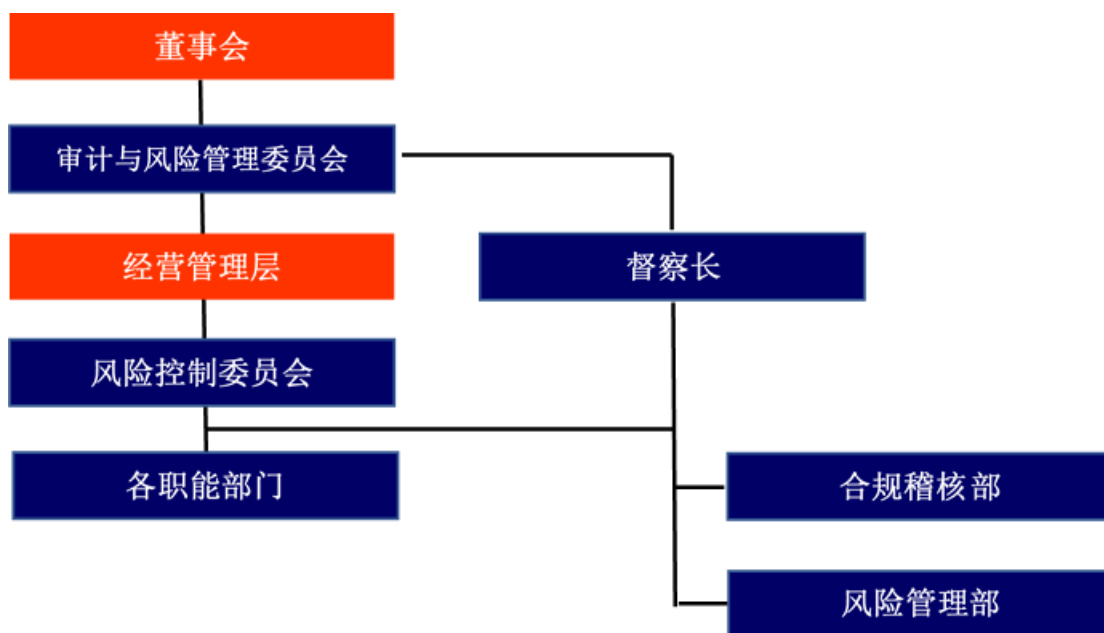 董事会
审计与风险管理委员会
经营管理层
督察长
风险控制委员会
各职能部门
合规稽核部
风险管理部